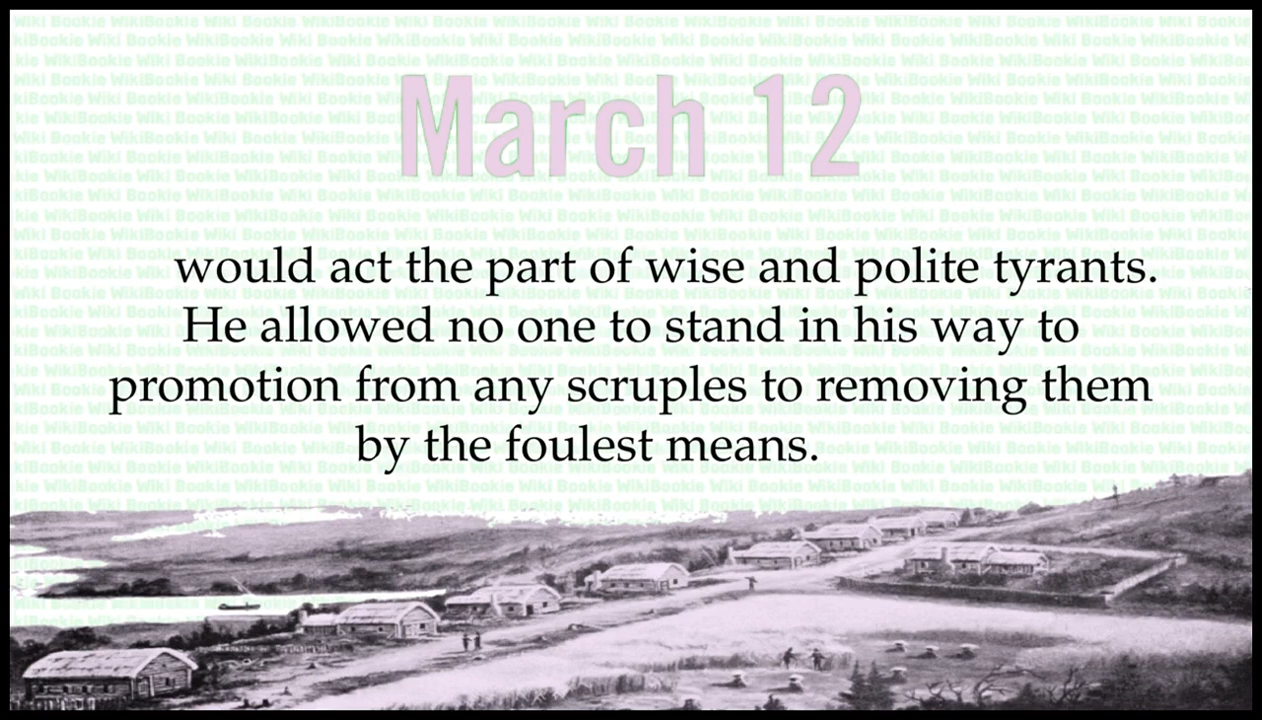 March 12
would act the part of wise and polite tyrants.
He allowed no one to stand in his way to
promotion from any scruples to removing them
by the foulest means.